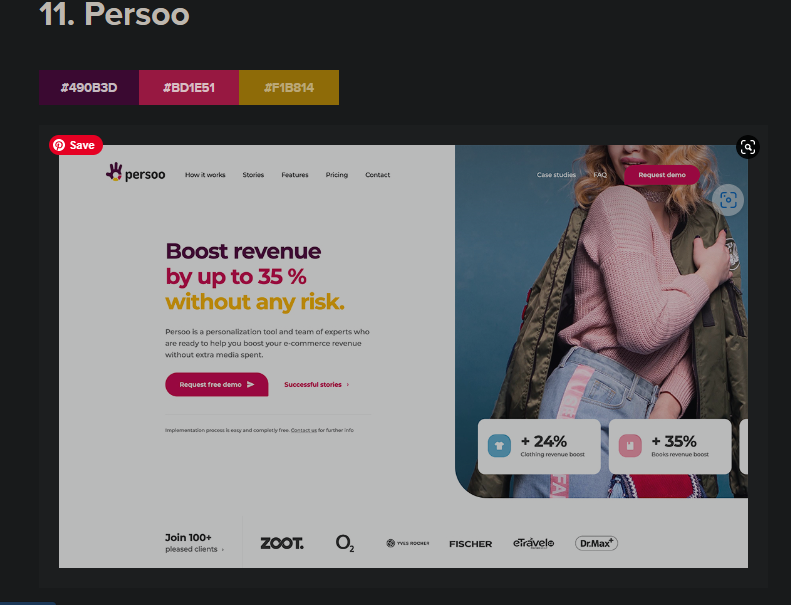 11. Persoo
#490B3D
#BD1E51
#F1B814
Save
persoo
How it works
Stories
Features
Pricing
Contact
Case studies
FAQ
Request demo
Boost revenue
by up to 35 %
without any risk.
Persoo is a personalization tool and team of experts who
are ready to help you boost your e-commerce revenue
without extra media spent.
Request free demo
Successful stories ›
Implementation process is easy and completly free. Contact us for further info
+ 24%
Clothing revenue boost
+ 35%
Books revenue boost
Join 100+
pleased clients ›
ZOOT.
O2
YVES ROCHER
FISCHER
eTravelo
Dr.Max+